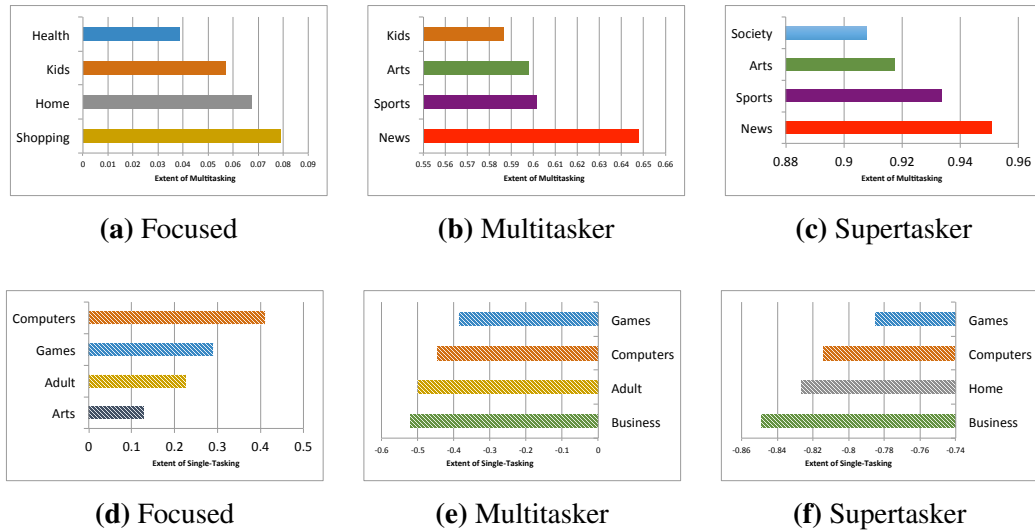 Health
Kids
Home
Shopping
0 0.01 0.02 0.03 0.04 0.05 0.06 0.07 0.08 0.09
Extent of Multitasking
(a) Focused
Kids
Arts
Sports
News
0.55 0.56 0.57 0.58 0.59 0.6 0.61 0.62 0.63 0.64 0.65 0.66
Extent of Multitasking
(b) Multitasker
Society
Arts
Sports
News
0.88 0.9 0.92 0.94 0.96
Extent of Multitasking
(c) Supertasker
Computers
Games
Adult
Arts
0 0.1 0.2 0.3 0.4 0.5
Extent of Single-Tasking
(d) Focused
Games
Computers
Adult
Business
-0.6 -0.5 -0.4 -0.3 -0.2 -0.1 0
Extent of Single-Tasking
(e) Multitasker
Games
Computers
Home
Business
-0.86 -0.84 -0.82 -0.8 -0.78 -0.76 -0.74
Extent of Single-Tasking
(f) Supertasker